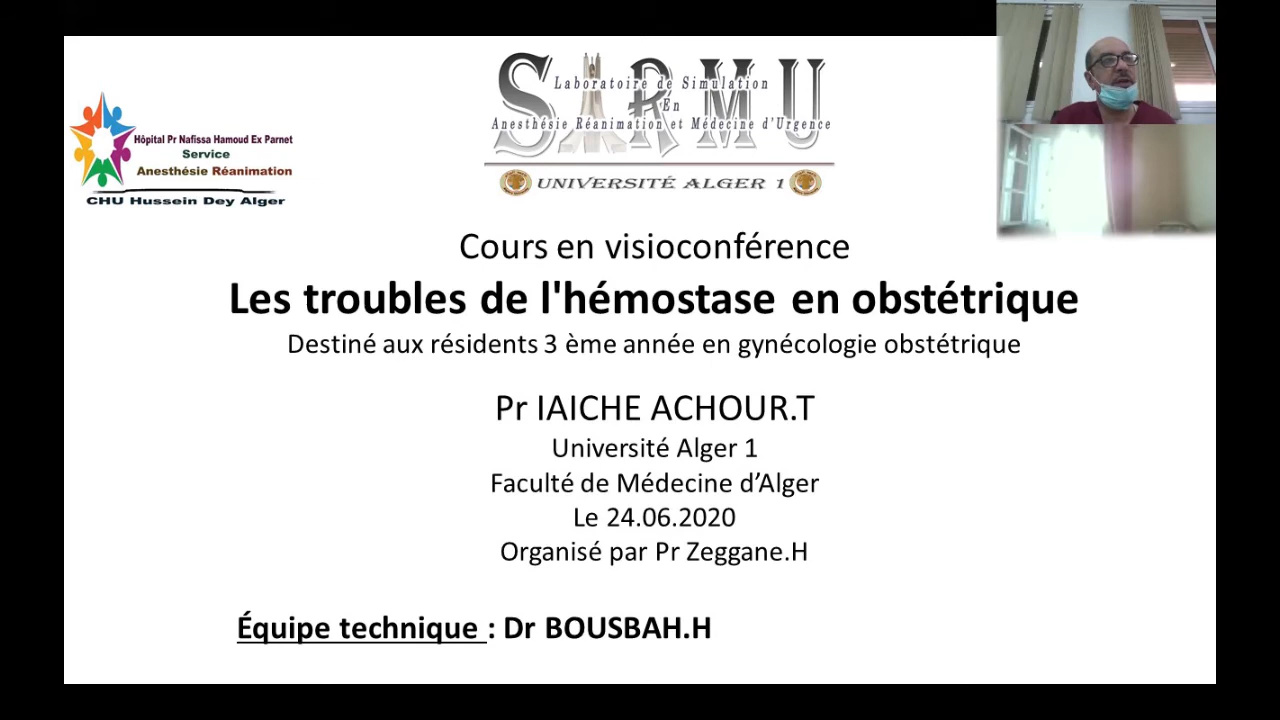 SARMU
Laboratoire de Simulation
En
Anesthésie Réanimation et Médecine d'Urgence
UNIVERSITÉ ALGER 1
Hôpital Pr Nafissa Hamoud Ex Parnet
Service
Anesthésie Réanimation
CHU Hussein Dey Alger
Cours en visioconférence
Les troubles de l'hémostase en obstétrique
Destiné aux résidents 3 ème année en gynécologie obstétrique
Pr IAICHE ACHOUR.T
Université Alger 1
Faculté de Médecine d’Alger
Le 24.06.2020
Organisé par Pr Zeggane.H
Équipe technique : Dr BOUSBAH.H